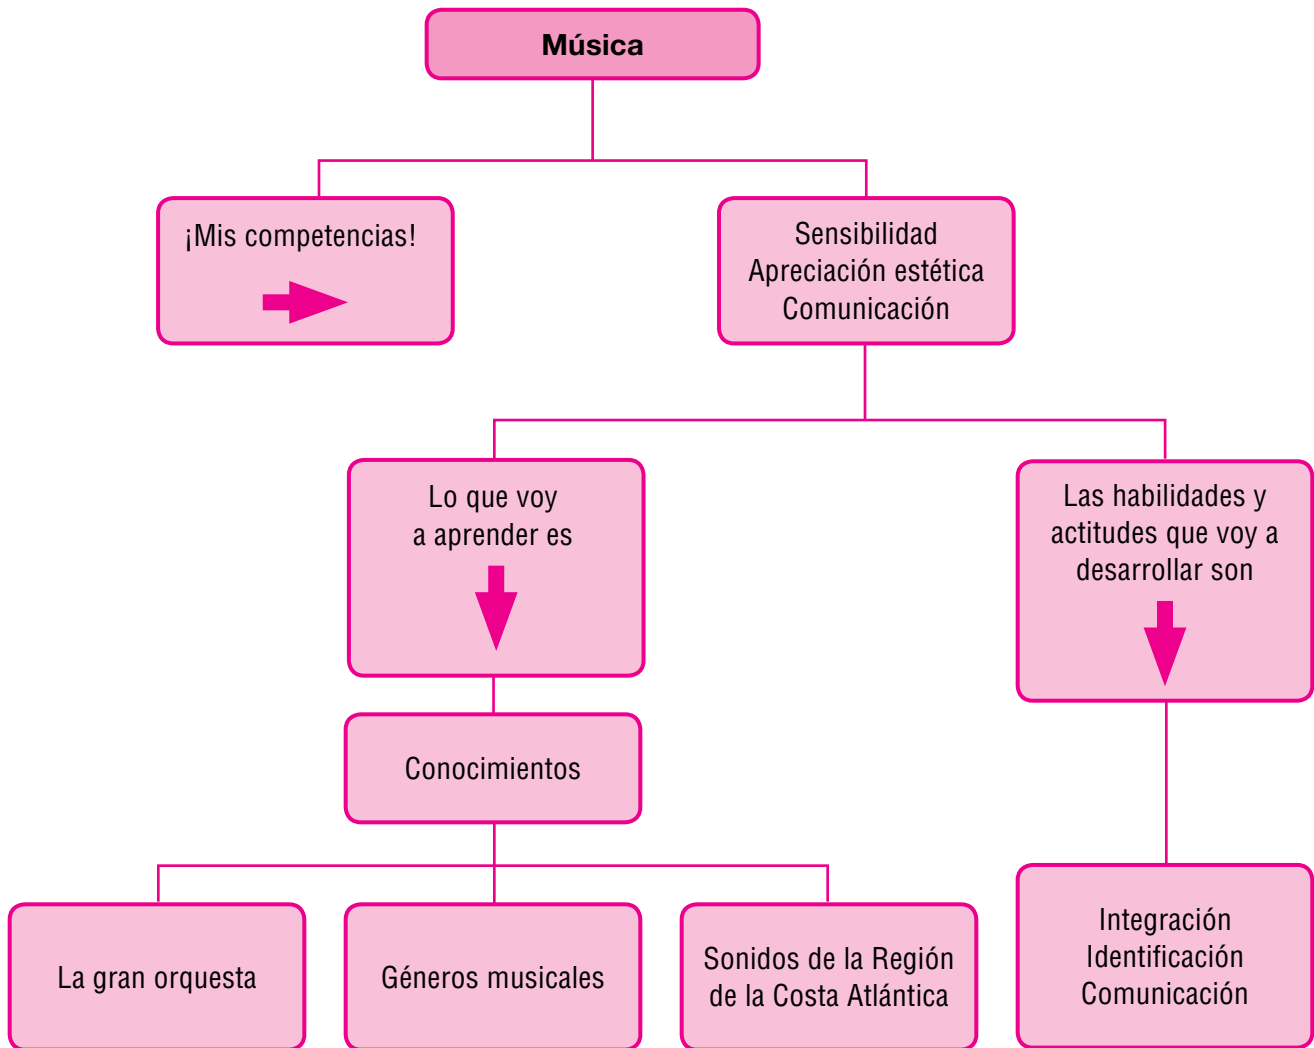 Música
¡Mis competencias!
Sensibilidad
Apreciación estética
Comunicación
Lo que voy
a aprender es
Las habilidades y
actitudes que voy a
desarrollar son
Conocimientos
La gran orquesta
Géneros musicales
Sonidos de la Región
de la Costa Atlántica
Integración
Identificación
Comunicación